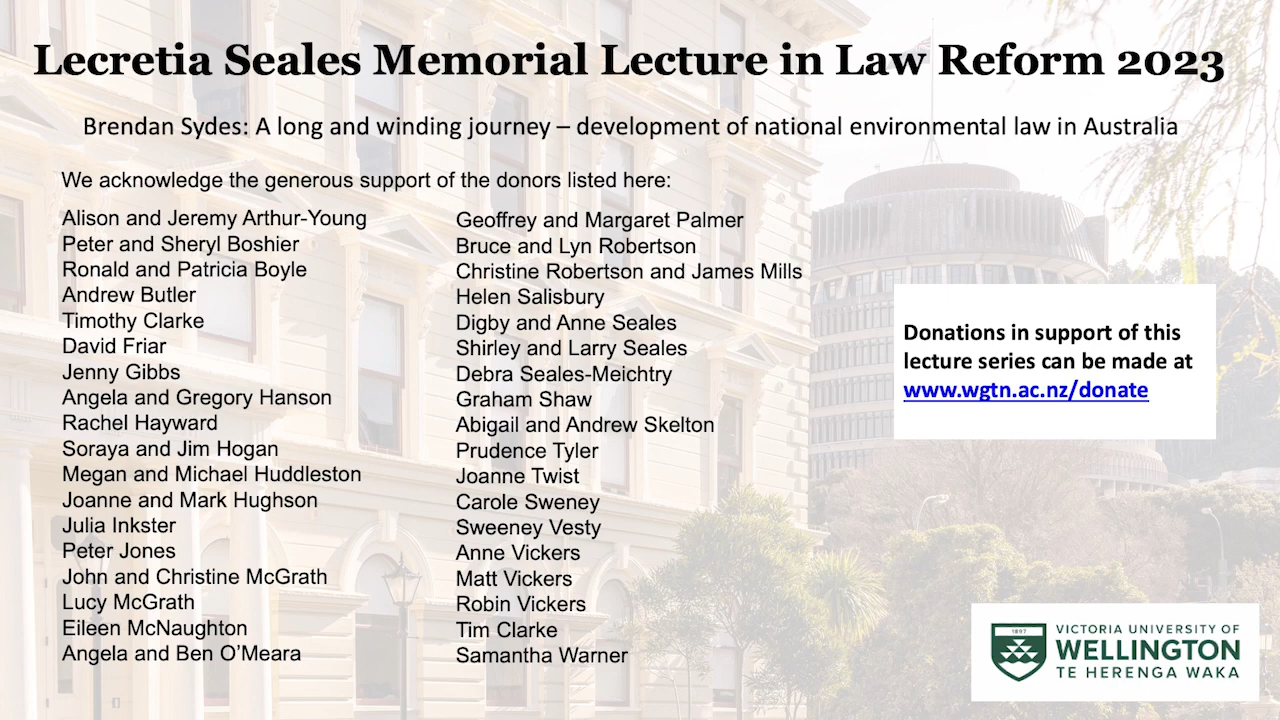 Lecretia Seales Memorial Lecture in Law Reform 2023
Brendan Sydes: A long and winding journey – development of national environmental law in Australia
We acknowledge the generous support of the donors listed here:
Alison and Jeremy Arthur-Young
Peter and Sheryl Boshier
Ronald and Patricia Boyle
Andrew Butler
Timothy Clarke
David Friar
Jenny Gibbs
Angela and Gregory Hanson
Rachel Hayward
Soraya and Jim Hogan
Megan and Michael Huddleston
Joanne and Mark Hughson
Julia Inkster
Peter Jones
John and Christine McGrath
Lucy McGrath
Eileen McNaughton
Angela and Ben O’Meara
Geoffrey and Margaret Palmer
Bruce and Lyn Robertson
Christine Robertson and James Mills
Helen Salisbury
Digby and Anne Seales
Shirley and Larry Seales
Debra Seales-Meichtry
Graham Shaw
Abigail and Andrew Skelton
Prudence Tyler
Joanne Twist
Carole Sweney
Sweeney Vesty
Anne Vickers
Matt Vickers
Robin Vickers
Tim Clarke
Samantha Warner
Donations in support of this
lecture series can be made at
www.wgtn.ac.nz/donate
1897
VICTORIA UNIVERSITY OF
WELLINGTON
TE HERENGA WAKA